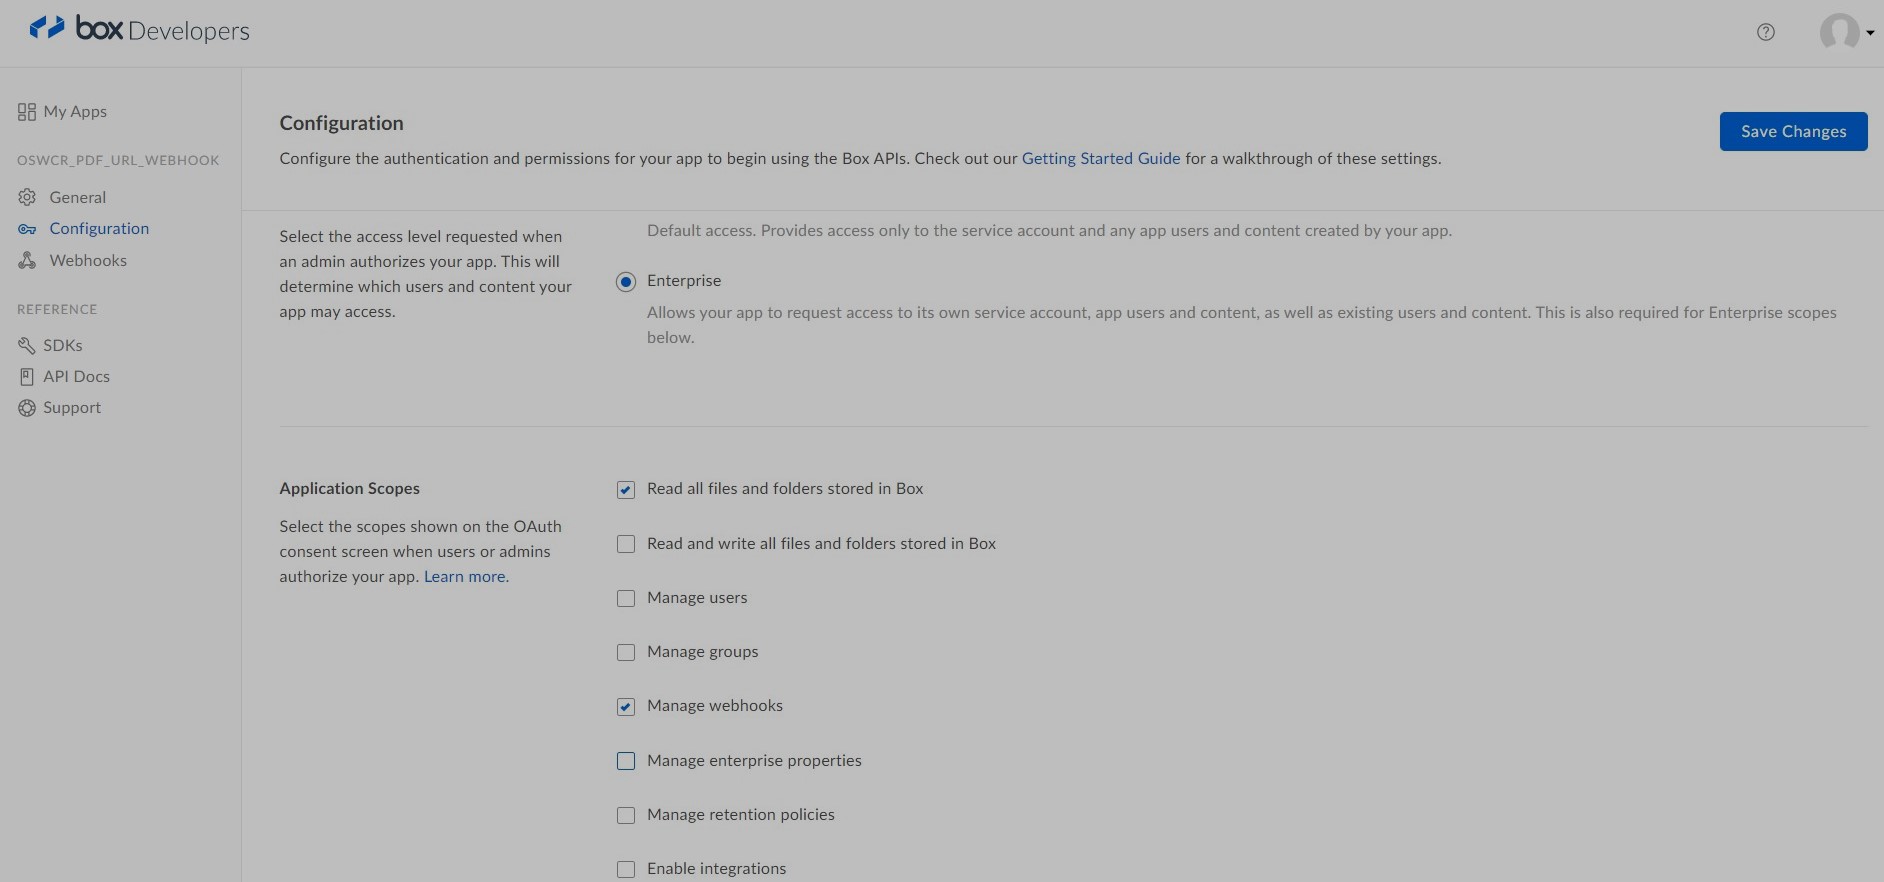 box Developers
My Apps
OSWCR_PDF_URL_WEBHOOK
General
Configuration
Webhooks
REFERENCE
SDKs
API Docs
Support
Configuration
Configure the authentication and permissions for your app to begin using the Box APIs. Check out our Getting Started Guide for a walkthrough of these settings.
Save Changes
Select the access level requested when
an admin authorizes your app. This will
determine which users and content your
app may access.
Default access. Provides access only to the service account and any app users and content created by your app.
Enterprise
Allows your app to request access to its own service account, app users and content, as well as existing users and content. This is also required for Enterprise scopes
below.
Application Scopes
Select the scopes shown on the OAuth
consent screen when users or admins
authorize your app. Learn more.
Read all files and folders stored in Box
Read and write all files and folders stored in Box
Manage users
Manage groups
Manage webhooks
Manage enterprise properties
Manage retention policies
Enable integrations